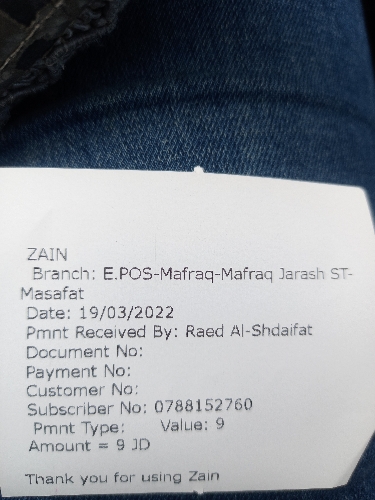 ZAIN
Branch: E.POS-Mafraq-Mafraq Jarash ST-
Masafat
Date: 19/03/2022
Pmnt Received By: Raed Al-Shdaifat
Document No:
Payment No:
Customer No:
Subscriber No: 0788152760
Pmnt Type: Value: 9
Amount = 9 JD
Thank you for using Zain